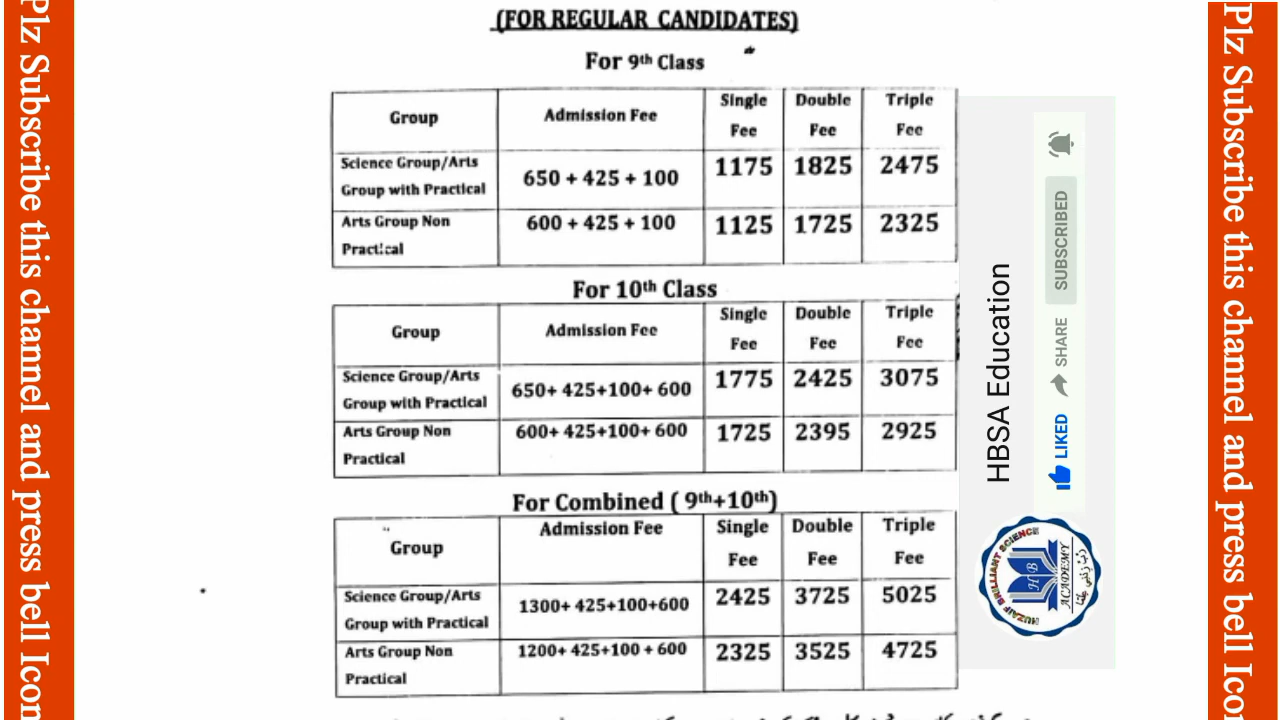 Plz Subscribe this channel and press bell Icon
(FOR REGULAR CANDIDATES)
For 9th Class
Group Admission Fee Single Fee Double Fee Triple Fee
Science Group/Arts Group with Practical 650 + 425 + 100 1175 1825 2475
Arts Group Non Practical 600 + 425 + 100 1125 1725 2325
For 10th Class
Group Admission Fee Single Fee Double Fee Triple Fee
Science Group/Arts Group with Practical 650+ 425+100+ 600 1775 2425 3075
Arts Group Non Practical 600+ 425+100+ 600 1725 2395 2925
For Combined ( 9th+10th)
Group Admission Fee Single Fee Double Fee Triple Fee
Science Group/Arts Group with Practical 1300+ 425+100+600 2425 3725 5025
Arts Group Non Practical 1200+ 425+100 + 600 2325 3525 4725
HBSA Education
LIKED SHARE SUBSCRIBED
HUZAIF BRILLIANT SCIENCE
ACADEMY
H B
Plz Subscribe this channel and press bell Icon